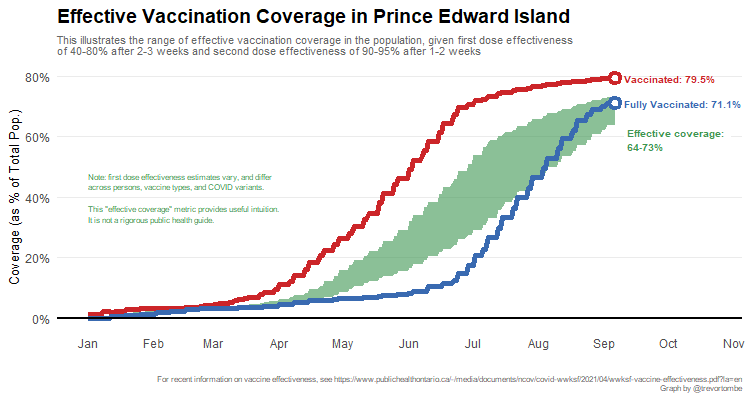 Effective Vaccination Coverage in Prince Edward Island
This illustrates the range of effective vaccination coverage in the population, given first dose effectiveness
of 40-80% after 2-3 weeks and second dose effectiveness of 90-95% after 1-2 weeks
80%
Vaccinated: 79.5%
Fully Vaccinated: 71.1%
Effective coverage:
64-73%
60%
Note: first dose effectiveness estimates vary, and differ
across persons, vaccine types, and COVID variants.
This "effective coverage" metric provides useful intuition.
It is not a rigorous public health guide.
40%
20%
0%
Coverage (as % of Total Pop.)
Jan Feb Mar Apr May Jun Jul Aug Sep Oct Nov
For recent information on vaccine effectiveness, see https://www.publichealthontario.ca/-/media/documents/ncov/covid-wwksf/2021/04/wwksf-vaccine-effectiveness.pdf?la=en
Graph by @trevortombe